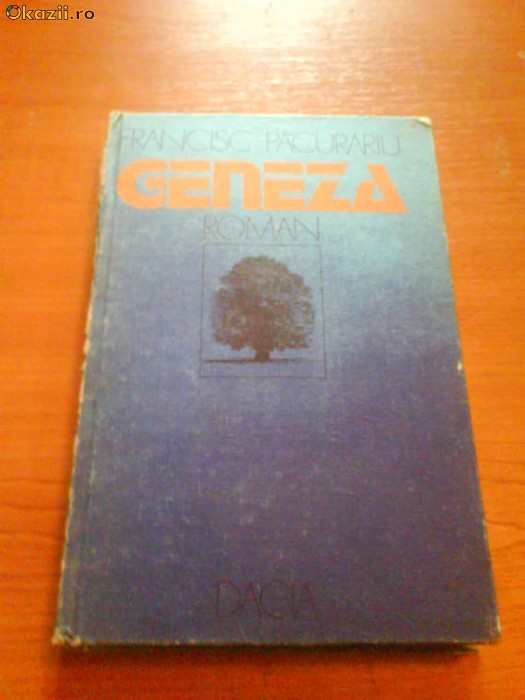 Okazii.ro
FRANCISC PACURARIU
GENEZA
ROMAN
DACIA